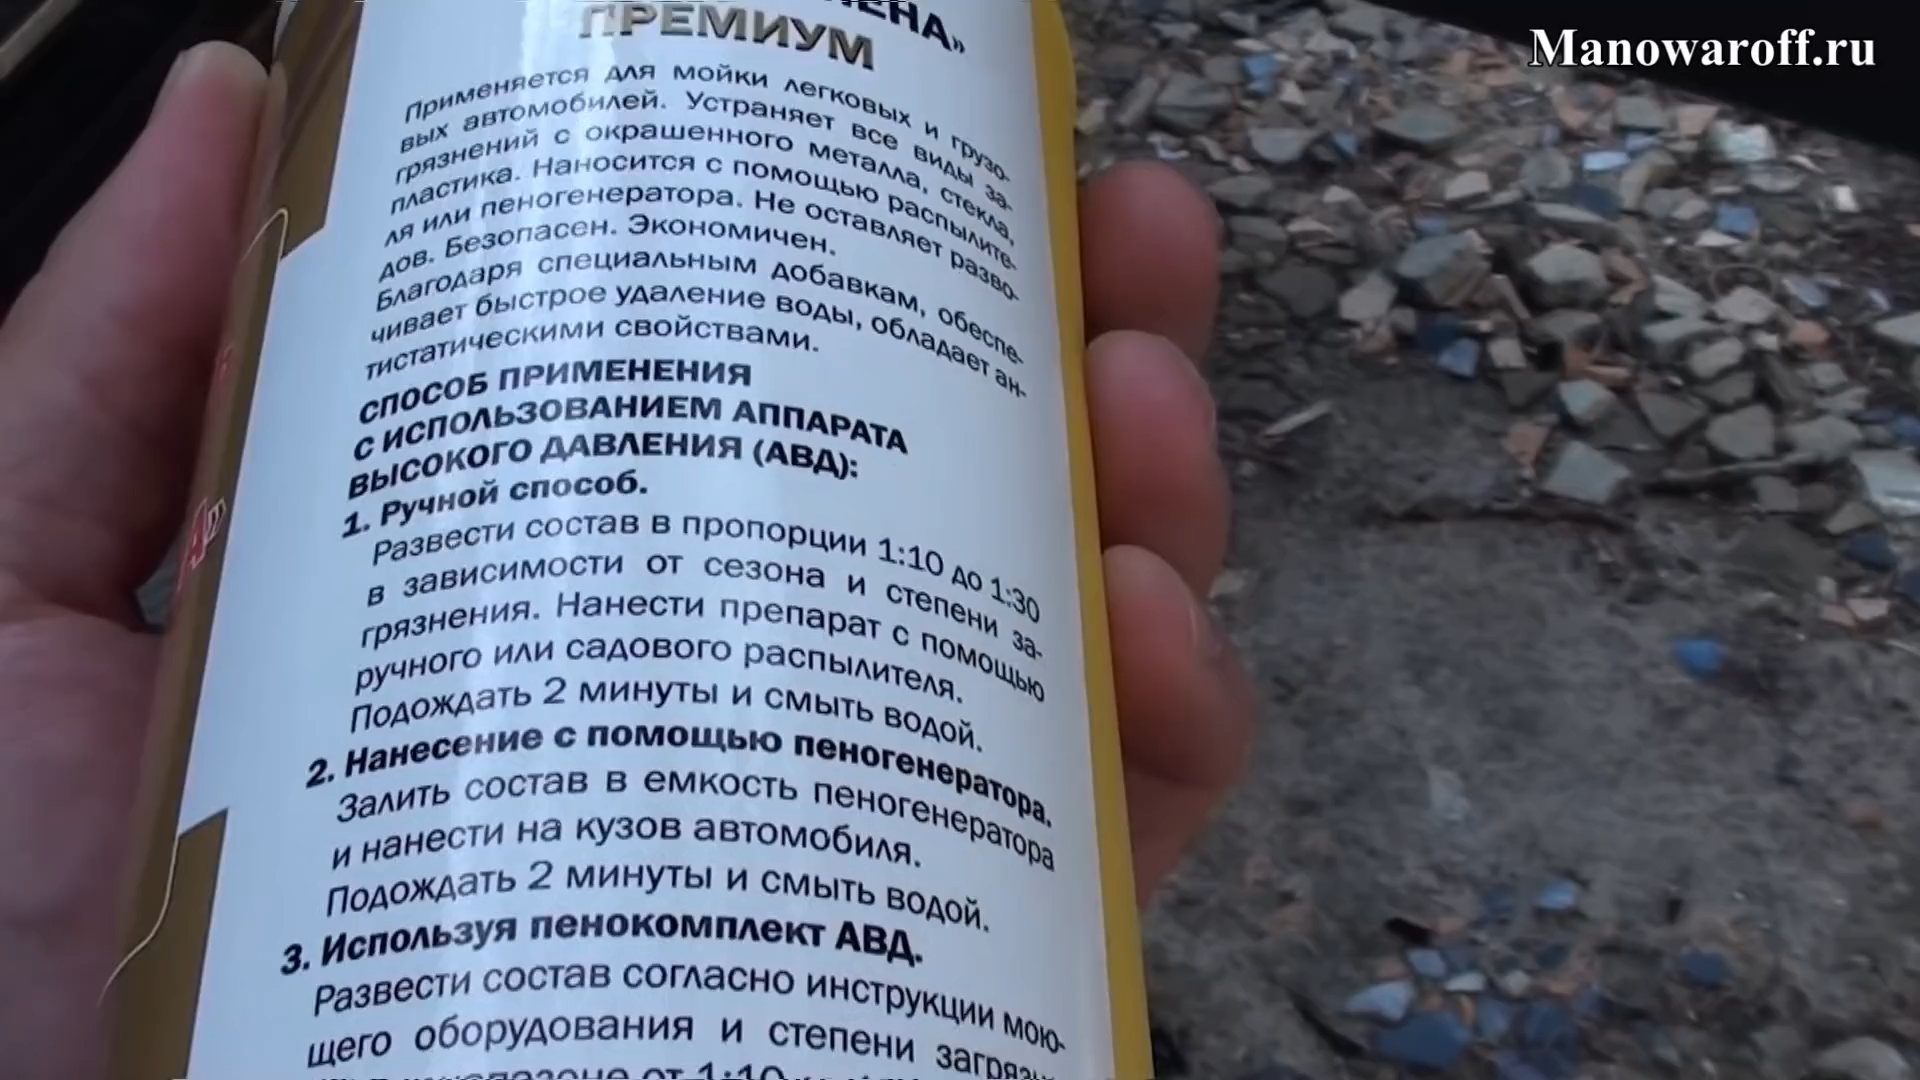 Manowaroff.ru
ПРЕМИУМ
Применяется для мойки легковых и грузо-
вых автомобилей. Устраняет все виды за-
грязнений с окрашенного металла, стекла,
пластика. Наносится с помощью распылите-
ля или пеногенератора. Не оставляет разво-
дов. Безопасен. Экономичен.
Благодаря специальным добавкам, обеспе-
чивает быстрое удаление воды, обладает ан-
тистатическими свойствами.
СПОСОБ ПРИМЕНЕНИЯ
С ИСПОЛЬЗОВАНИЕМ АППАРАТА
ВЫСОКОГО ДАВЛЕНИЯ (АВД):
1. Ручной способ.
Развести состав в пропорции 1:10 до 1:30
в зависимости от сезона и степени за-
грязнения. Нанести препарат с помощью
ручного или садового распылителя.
Подождать 2 минуты и смыть водой.
2. Нанесение с помощью пеногенератора.
Залить состав в емкость пеногенератора
и нанести на кузов автомобиля.
Подождать 2 минуты и смыть водой.
3. Используя пенокомплект АВД.
Развести состав согласно инструкции мою-
щего оборудования и степени
от 1:10